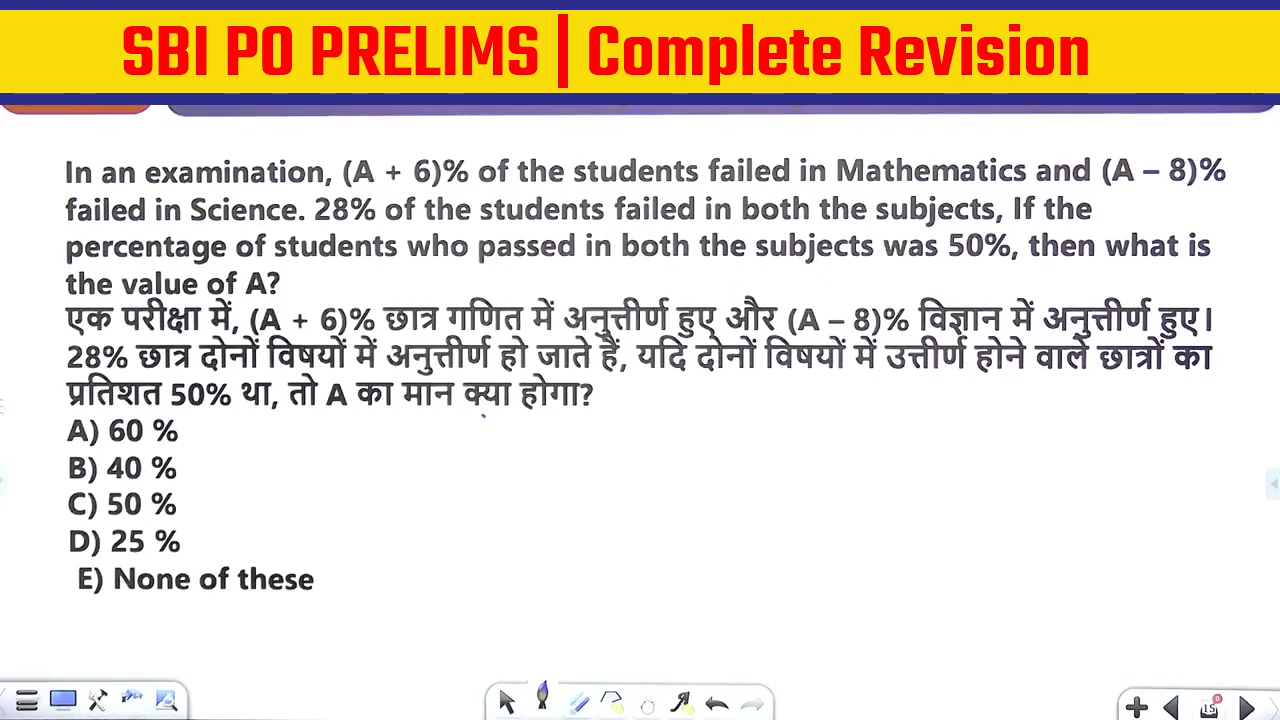 SBI PO PRELIMS | Complete Revision
In an examination, (A + 6)% of the students failed in Mathematics and (A – 8)%
failed in Science. 28% of the students failed in both the subjects, If the
percentage of students who passed in both the subjects was 50%, then what is
the value of A?
एक परीक्षा में, (A + 6)% छात्र गणित में अनुत्तीर्ण हुए और (A – 8)% विज्ञान में अनुत्तीर्ण हुए।
28% छात्र दोनों विषयों में अनुत्तीर्ण हो जाते हैं, यदि दोनों विषयों में उत्तीर्ण होने वाले छात्रों का
प्रतिशत 50% था, तो A का मान क्या होगा?
A) 60 %
B) 40 %
C) 50 %
D) 25 %
E) None of these
15